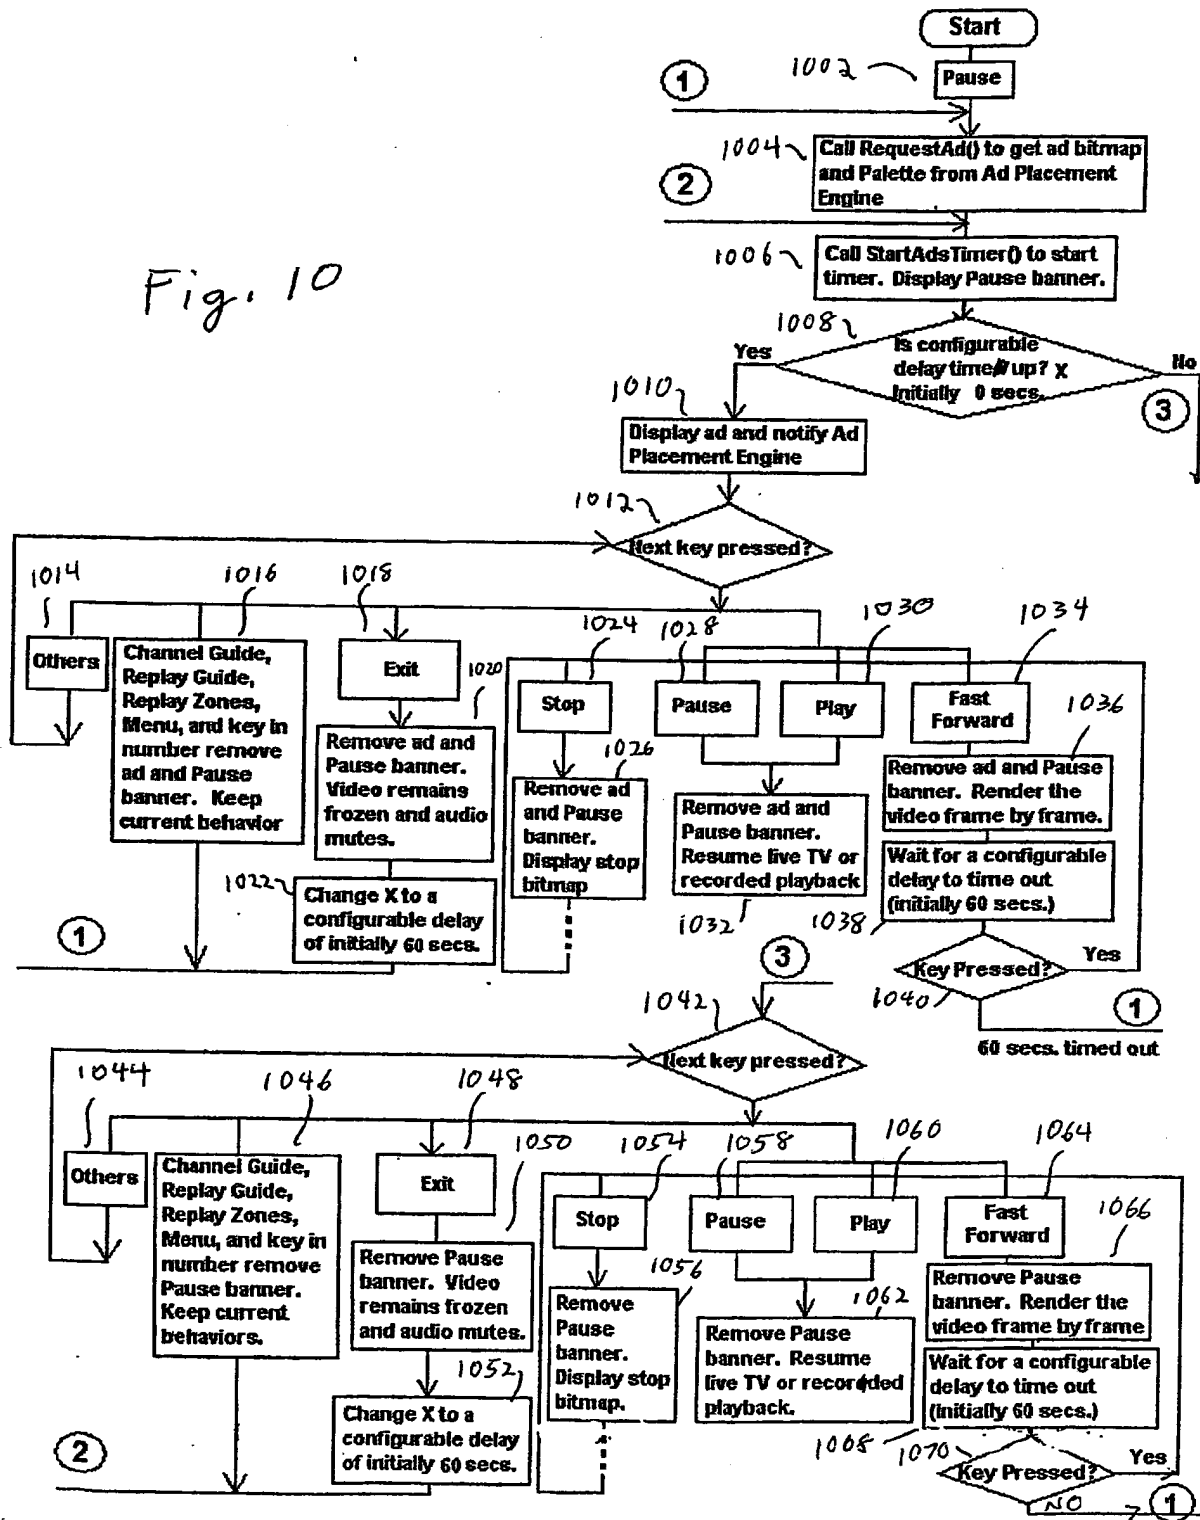 Start
1002
Pause
1
1004
Call RequestAd() to get ad bitmap
and Palette from Ad Placement
Engine
2
1006
Call StartAdsTimer() to start
timer. Display Pause banner.
Fig. 10
1008
Is configurable
delay time up? X
Initially 0 secs.
Yes
No
3
1010
Display ad and notify Ad
Placement Engine
1012
Next key pressed?
1014
Others
1016
Channel Guide,
Replay Guide,
Replay Zones,
Menu, and key in
number remove
ad and Pause
banner. Keep
current behavior
1018
Exit
1020
Remove ad and
Pause banner.
Video remains
frozen and audio
mutes.
1022
Change X to a
configurable delay
of initially 60 secs.
1
1024
Stop
1026
Remove ad
and Pause
banner.
Display stop
bitmap
1028
Pause
1030
Play
Remove ad and
Pause banner.
Resume live TV or
recorded playback
1032
1034
Fast
Forward
1036
Remove ad and Pause
banner. Render the
video frame by frame.
Wait for a configurable
delay to time out
(initially 60 secs.)
1038
Key Pressed?
Yes
1040
1
60 secs. timed out
3
1042
Next key pressed?
1044
Others
1046
Channel Guide,
Replay Guide,
Replay Zones,
Menu, and key in
number remove
Pause banner.
Keep current
behaviors.
1048
Exit
1050
Remove Pause
banner. Video
remains frozen
and audio mutes.
1052
Change X to a
configurable delay
of initially 60 secs.
2
1054
Stop
1056
Remove
Pause
banner.
Display stop
bitmap.
1058
Pause
1060
Play
1062
Remove Pause
banner. Resume
live TV or recorded
playback.
1064
Fast
Forward
1066
Remove Pause
banner. Render the
video frame by frame
Wait for a configurable
delay to time out
(Initially 60 secs.)
1068
1070
Key Pressed?
Yes
NO
1